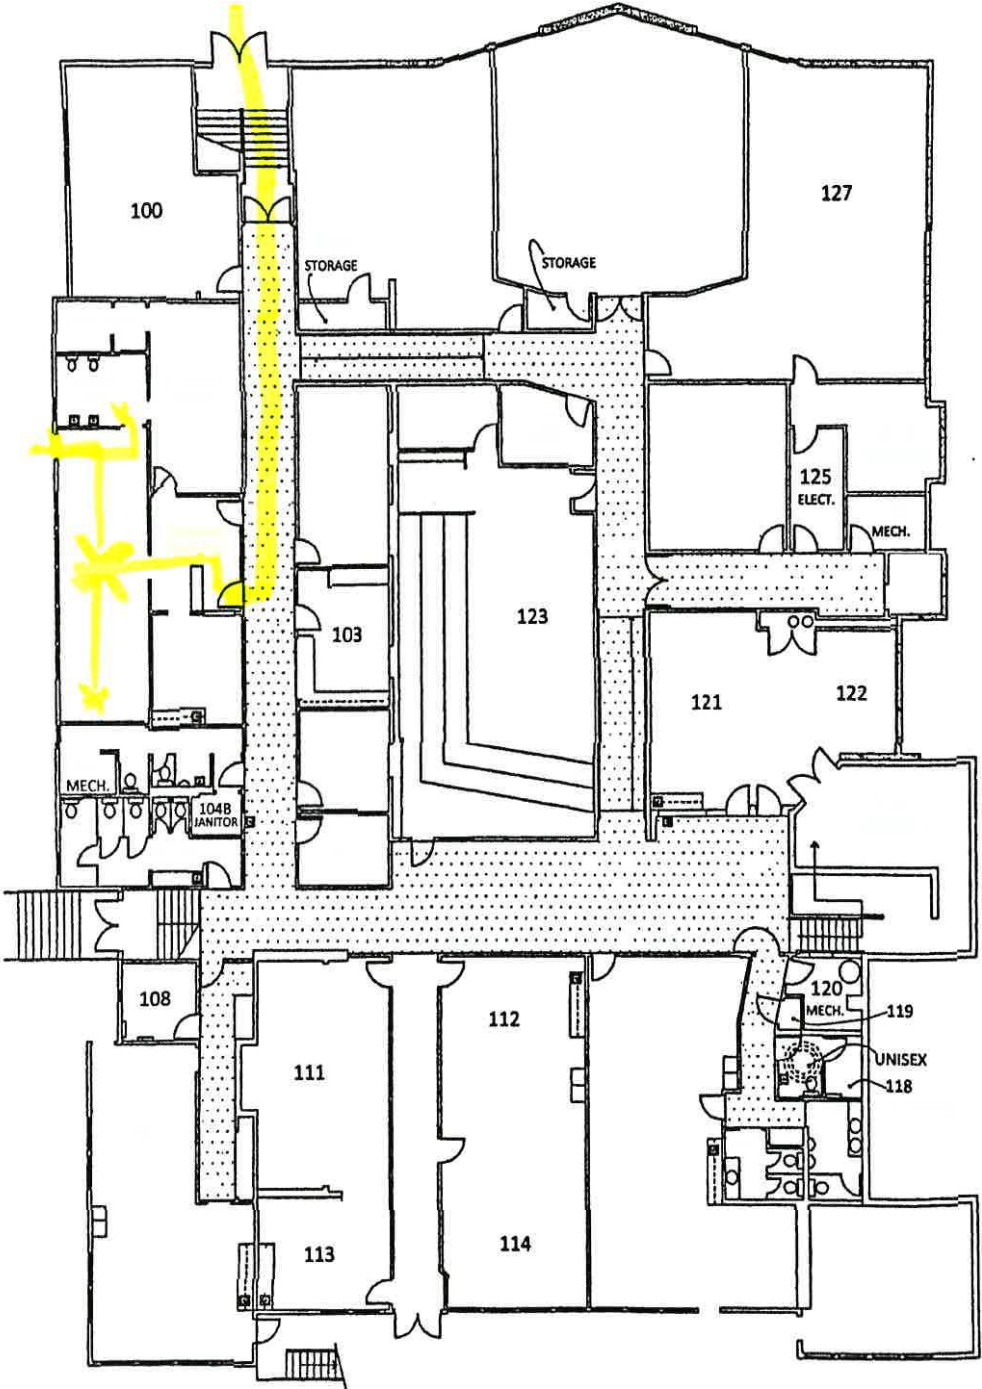 127
100
STORAGE
STORAGE
125
ELECT.
MECH.
103
123
121
122
MECH.
104B
JANITOR
108
120
MECH.
112
119
UNISEX
111
118
113
114